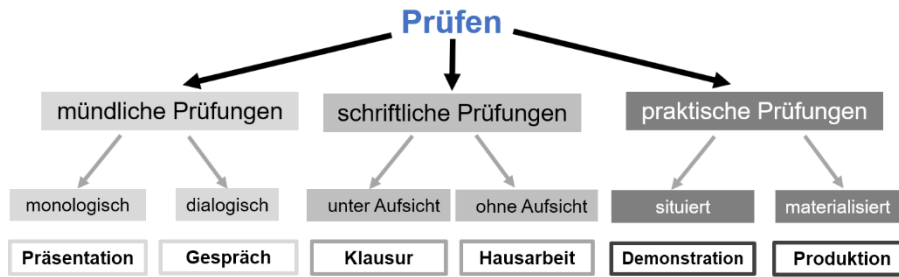 Prüfen
mündliche Prüfungen
schriftliche Prüfungen
praktische Prüfungen
monologisch
dialogisch
unter Aufsicht
ohne Aufsicht
situiert
materialisiert
Präsentation
Gespräch
Klausur
Hausarbeit
Demonstration
Produktion